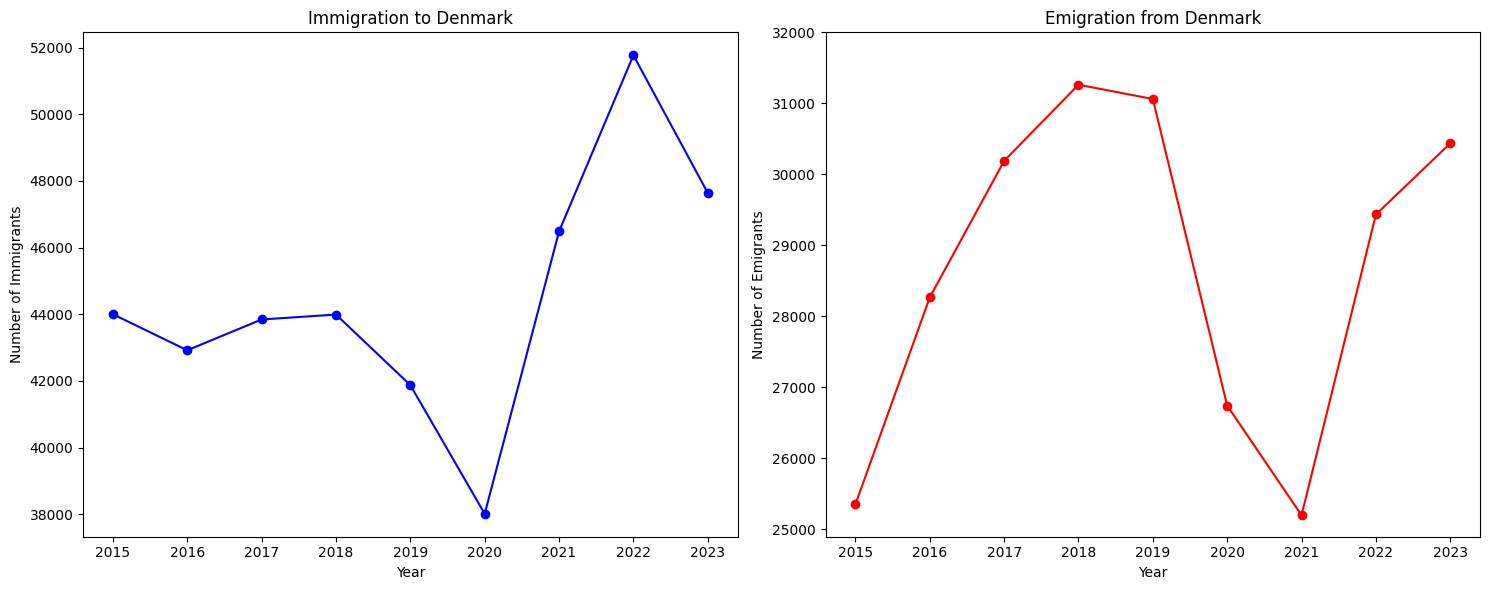 Immigration to Denmark
52000
50000
48000
46000
44000
42000
40000
38000
Number of Immigrants
2015 2016 2017 2018 2019 2020 2021 2022 2023
Year
Emigration from Denmark
32000
31000
30000
29000
28000
27000
26000
25000
Number of Emigrants
2015 2016 2017 2018 2019 2020 2021 2022 2023
Year